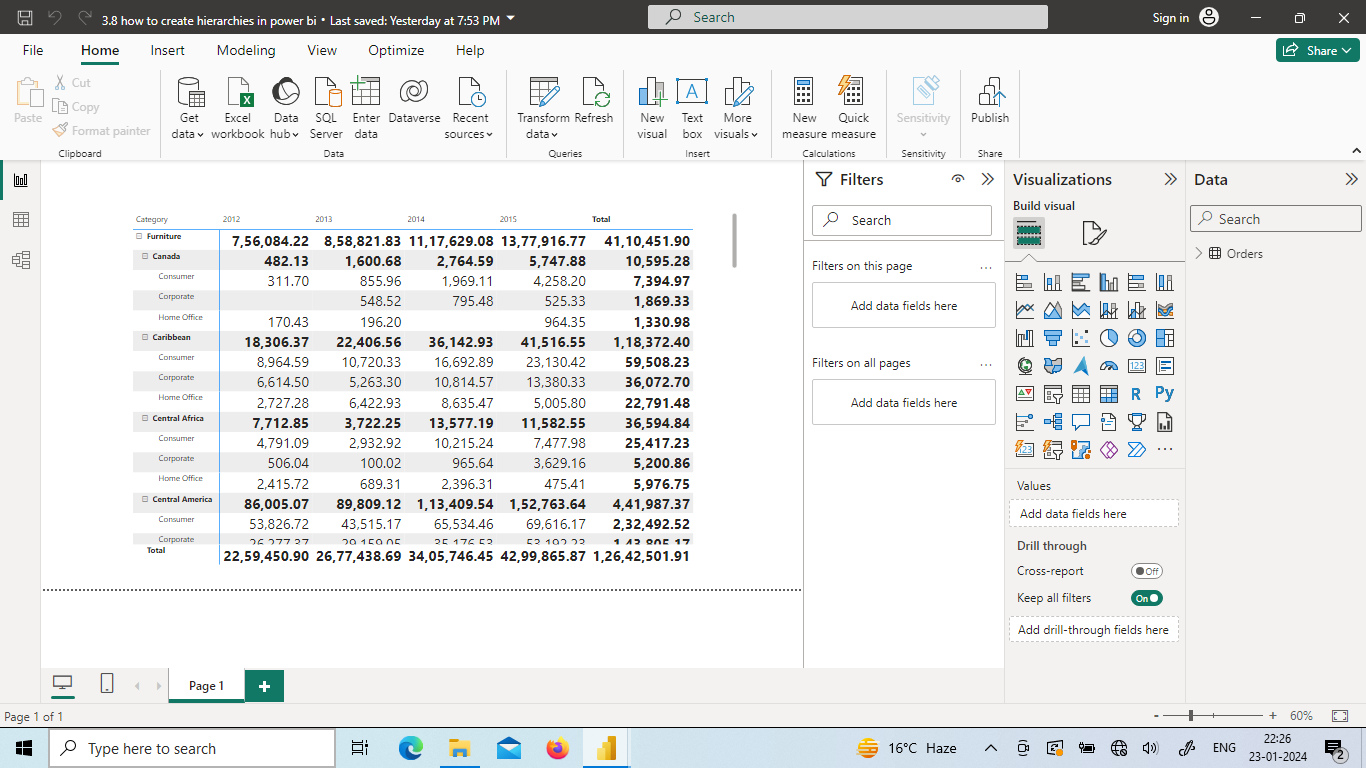 3.8 how to create hierarchies in power bi • Last saved: Yesterday at 7:53 PM
Search
Sign in
File Home Insert Modeling View Optimize Help
Share
Paste
Cut
Copy
Format painter
Clipboard
Get data
Excel workbook
Data hub
SQL Server
Enter data
Dataverse
Recent sources
Data
Transform data
Refresh
Queries
New visual
Text box
More visuals
Insert
New measure
Quick measure
Calculations
Sensitivity
Sensitivity
Publish
Share
Category 2012 2013 2014 2015 Total
Furniture 7,56,084.22 8,58,821.83 11,17,629.08 13,77,916.77 41,10,451.90
Canada 482.13 1,600.68 2,764.59 5,747.88 10,595.28
Consumer 311.70 855.96 1,969.11 4,258.20 7,394.97
Corporate 548.52 795.48 525.33 1,869.33
Home Office 170.43 196.20 964.35 1,330.98
Caribbean 18,306.37 22,406.56 36,142.93 41,516.55 1,18,372.40
Consumer 8,964.59 10,720.33 16,692.89 23,130.42 59,508.23
Corporate 6,614.50 5,263.30 10,814.57 13,380.33 36,072.70
Home Office 2,727.28 6,422.93 8,635.47 5,005.80 22,791.48
Central Africa 7,712.85 3,722.25 13,577.19 11,582.55 36,594.84
Consumer 4,791.09 2,932.92 10,215.24 7,477.98 25,417.23
Corporate 506.04 100.02 965.64 3,629.16 5,200.86
Home Office 2,415.72 689.31 2,396.31 475.41 5,976.75
Central America 86,005.07 89,809.12 1,13,409.54 1,52,763.64 4,41,987.37
Consumer 53,826.72 43,515.17 65,534.46 69,616.17 2,32,492.52
Corporate
Total 22,59,450.90 26,77,438.69 34,05,746.45 42,99,865.87 1,26,42,501.91
Filters
Search
Filters on this page
Add data fields here
Filters on all pages
Add data fields here
Visualizations
Build visual
123
R
Py
123
Values
Add data fields here
Drill through
Cross-report Off
Keep all filters On
Add drill-through fields here
Data
Search
Orders
Page 1
Page 1 of 1
- + 60%
Type here to search
16°C Haze
ENG
22:26
23-01-2024
2